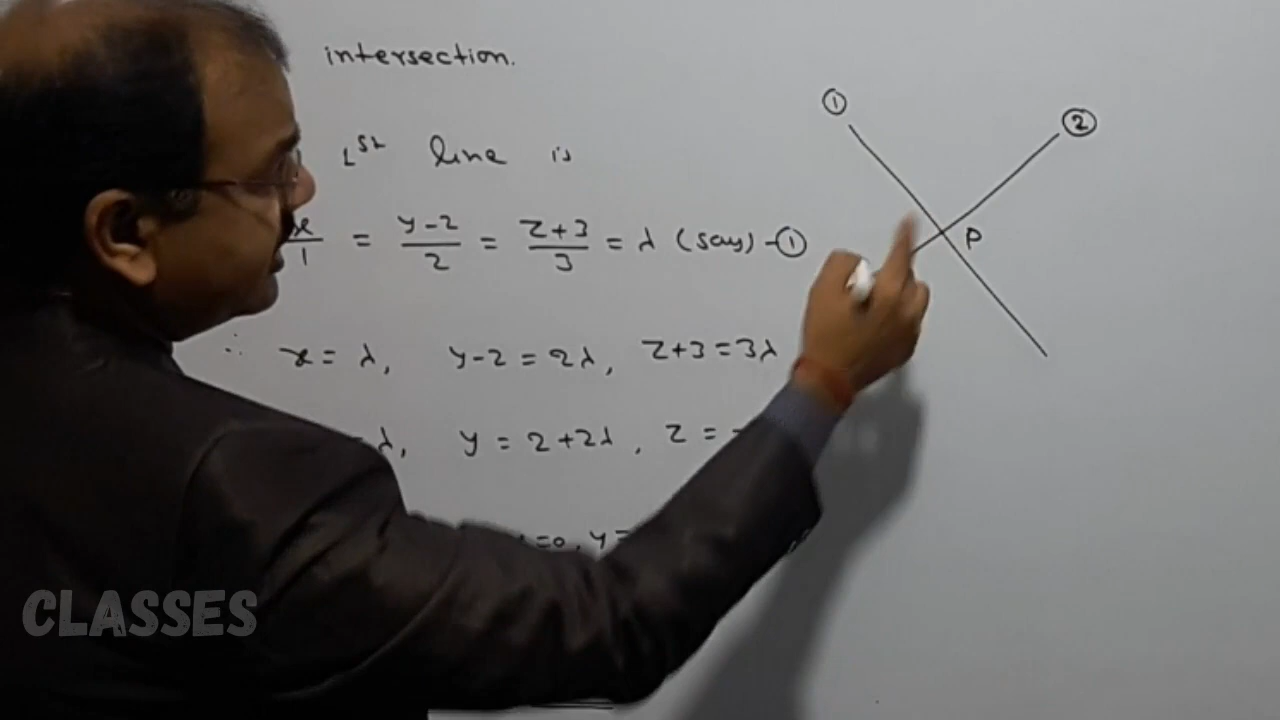 intersection.
1st line is
x/1 = y-2/2 = z+3/3 = λ (say) -①
∴ x = λ, y-2 = 2λ, z+3 = 3λ
λ, y = 2+2λ, z = -
=0, y =
① ②
P
CLASSES